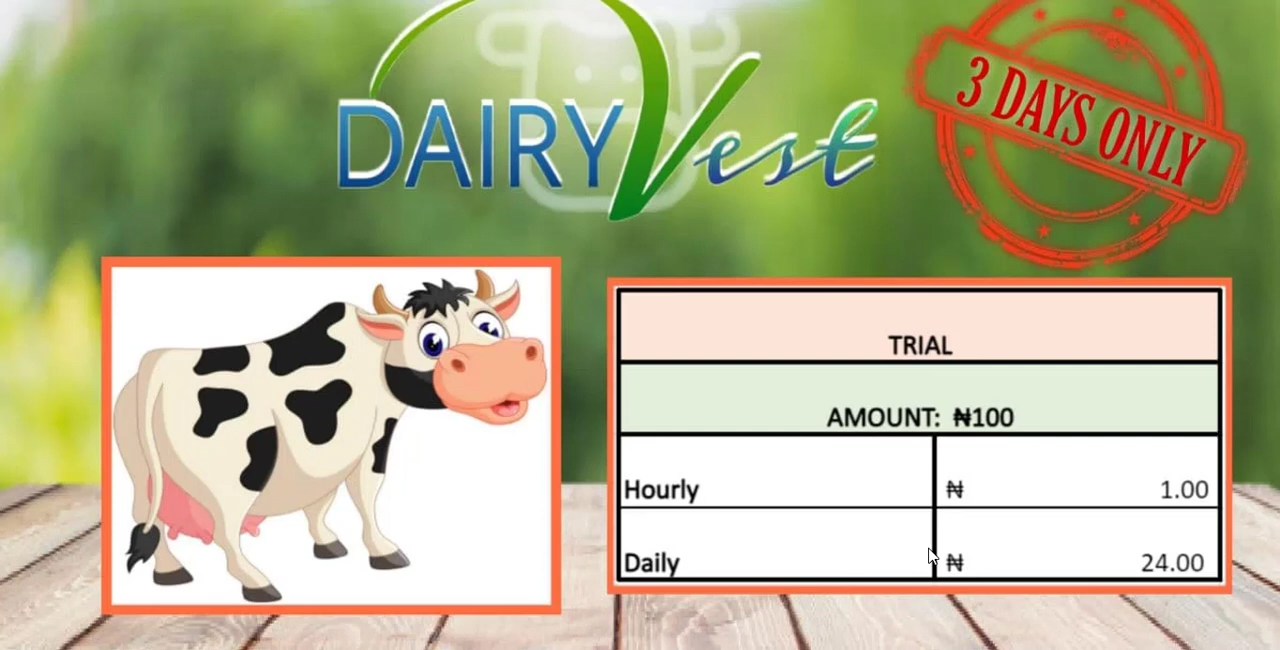 DAIRYVest
3 DAYS ONLY
TRIAL
AMOUNT: ₦100
Hourly ₦ 1.00
Daily ₦ 24.00